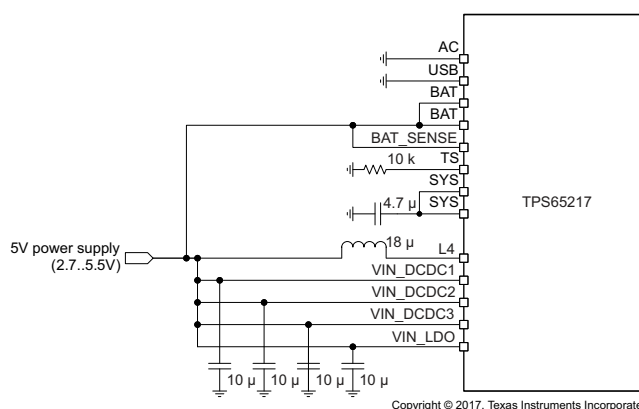 AC
USB
BAT
BAT
BAT_SENSE
10 k
TS
SYS
4.7 µ
SYS
TPS65217
5V power supply
(2.7..5.5V)
18 µ
L4
VIN_DCDC1
VIN_DCDC2
VIN_DCDC3
VIN_LDO
10 µ
10 µ
10 µ
10 µ
Copyright © 2017, Texas Instruments Incorporate